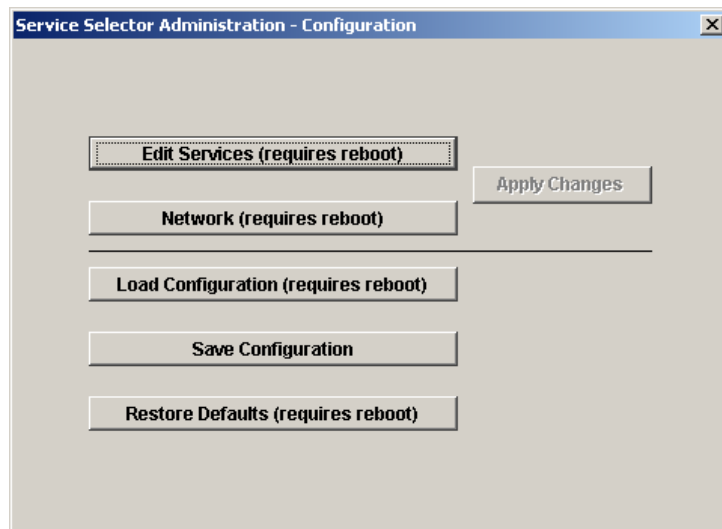 Service Selector Administration - Configuration
Edit Services (requires reboot)
Apply Changes
Network (requires reboot)
Load Configuration (requires reboot)
Save Configuration
Restore Defaults (requires reboot)